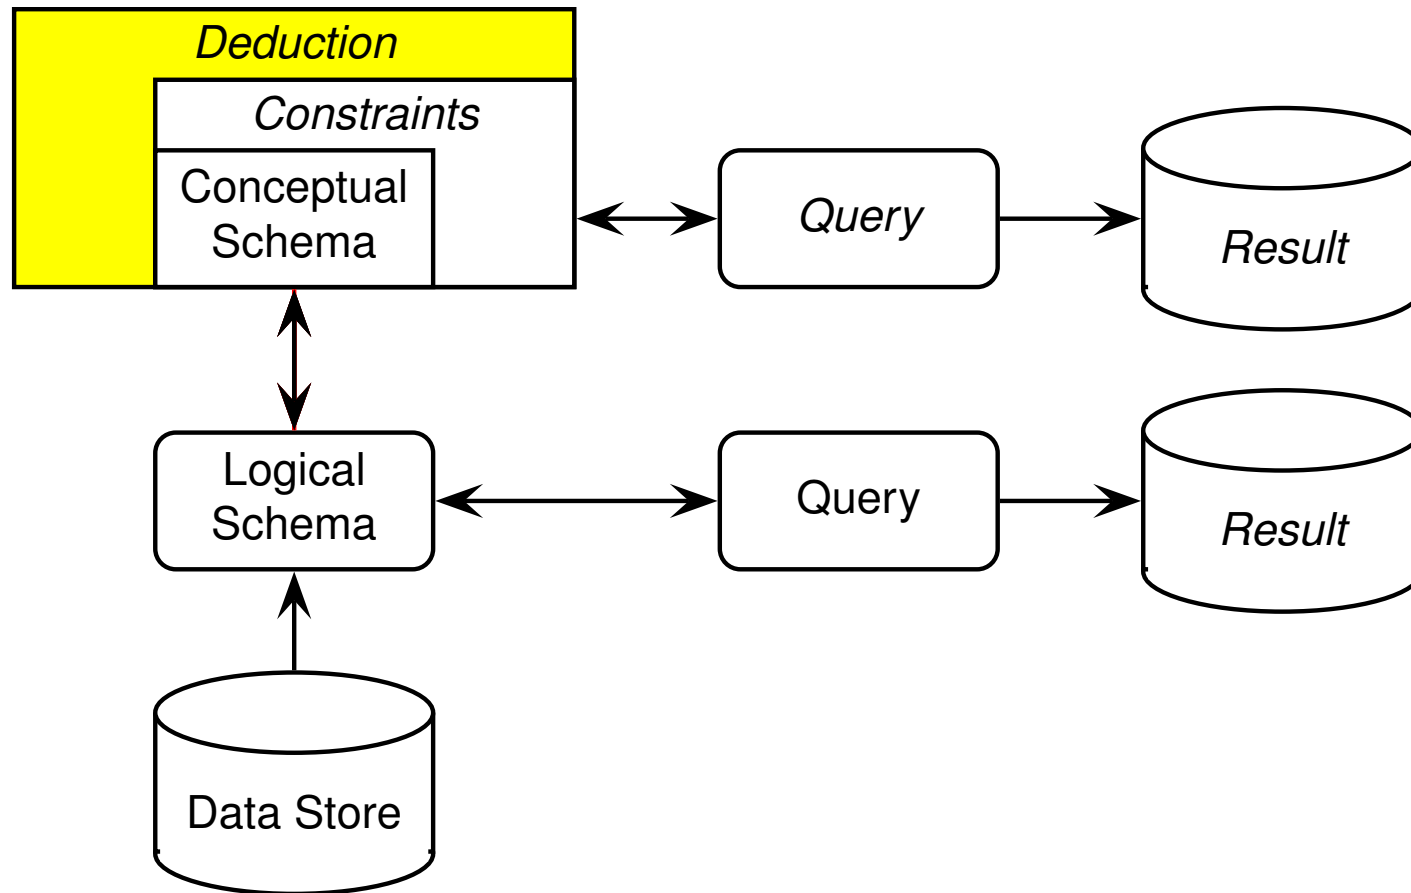 Deduction
Constraints
Conceptual
Schema
Query
Result
Logical
Schema
Query
Result
Data Store